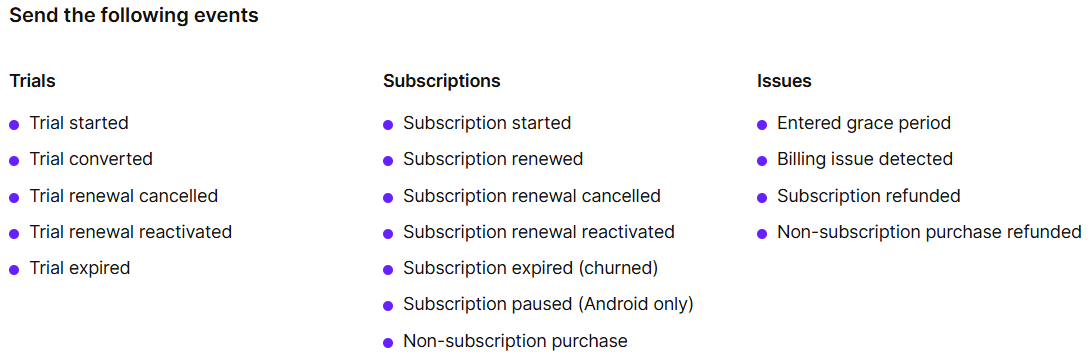 Send the following events
Trials
Trial started
Trial converted
Trial renewal cancelled
Trial renewal reactivated
Trial expired
Subscriptions
Subscription started
Subscription renewed
Subscription renewal cancelled
Subscription renewal reactivated
Subscription expired (churned)
Subscription paused (Android only)
Non-subscription purchase
Issues
Entered grace period
Billing issue detected
Subscription refunded
Non-subscription purchase refunded